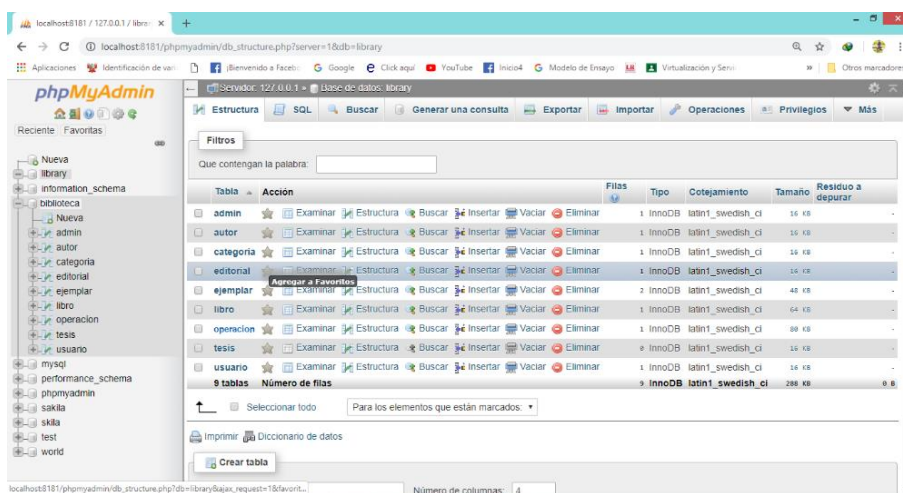 localhost:8181 / 127.0.0.1 / librar
localhost:8181/phpmyadmin/db_structure.php?server=1&db=library
Aplicaciones Identificación de vari ¡Bienvenido a Faceb Google Click aquí YouTube Inicio4 Modelo de Ensayo Virtualización y Servi Otros marcadores
phpMyAdmin
Reciente Favoritas
Nueva
library
information_schema
biblioteca
Nueva
admin
autor
categoria
editorial
ejemplar
libro
operacion
tesis
usuario
mysql
performance_schema
phpmyadmin
sakila
skila
test
world
Servidor: 127.0.0.1 » Base de datos: library
Estructura SQL Buscar Generar una consulta Exportar Importar Operaciones Privilegios Más
Filtros
Que contengan la palabra:
Tabla Acción Filas Tipo Cotejamiento Tamaño Residuo a depurar
admin Examinar Estructura Buscar Insertar Vaciar Eliminar 1 InnoDB latin1_swedish_ci 16 KB -
autor Examinar Estructura Buscar Insertar Vaciar Eliminar 1 InnoDB latin1_swedish_ci 16 KB -
categoria Examinar Estructura Buscar Insertar Vaciar Eliminar 1 InnoDB latin1_swedish_ci 16 KB -
editorial Examinar Estructura Buscar Insertar Vaciar Eliminar 1 InnoDB latin1_swedish_ci 16 KB -
Agregar a Favoritos
ejemplar Examinar Estructura Buscar Insertar Vaciar Eliminar 2 InnoDB latin1_swedish_ci 48 KB -
libro Examinar Estructura Buscar Insertar Vaciar Eliminar 1 InnoDB latin1_swedish_ci 64 KB -
operacion Examinar Estructura Buscar Insertar Vaciar Eliminar 1 InnoDB latin1_swedish_ci 80 KB -
tesis Examinar Estructura Buscar Insertar Vaciar Eliminar 0 InnoDB latin1_swedish_ci 16 KB -
usuario Examinar Estructura Buscar Insertar Vaciar Eliminar 1 InnoDB latin1_swedish_ci 16 KB -
9 tablas Número de filas 9 InnoDB latin1_swedish_ci 288 KB 0 B
Seleccionar todo Para los elementos que están marcados:
Imprimir Diccionario de datos
Crear tabla
Número de columnas: 4
localhost:8181/phpmyadmin/db_structure.php?db=library&ajax_request=1&favorit...